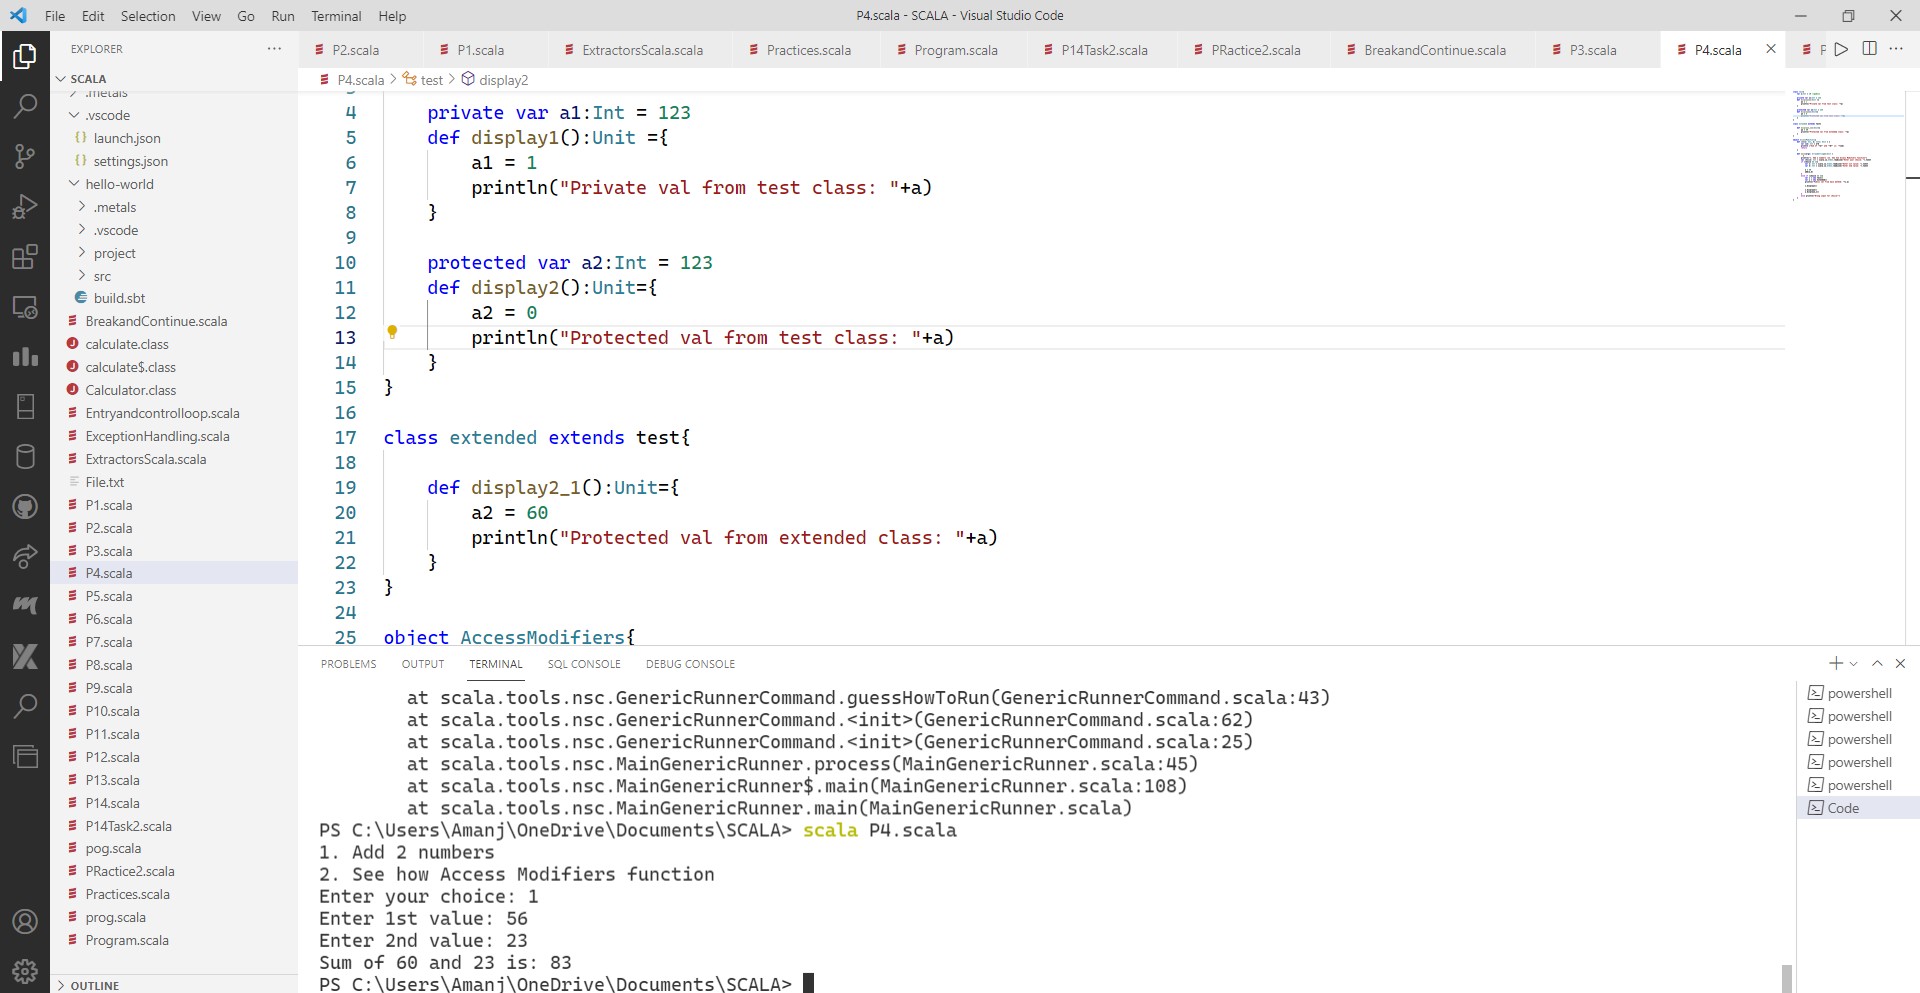 File Edit Selection View Go Run Terminal Help
P4.scala - SCALA - Visual Studio Code
EXPLORER
SCALA
.metals
.vscode
launch.json
settings.json
hello-world
.metals
.vscode
project
src
build.sbt
BreakandContinue.scala
calculate.class
calculate$.class
Calculator.class
Entryandcontrolloop.scala
ExceptionHandling.scala
ExtractorsScala.scala
File.txt
P1.scala
P2.scala
P3.scala
P4.scala
P5.scala
P6.scala
P7.scala
P8.scala
P9.scala
P10.scala
P11.scala
P12.scala
P13.scala
P14.scala
P14Task2.scala
pog.scala
PRactice2.scala
Practices.scala
prog.scala
Program.scala
OUTLINE
P2.scala P1.scala ExtractorsScala.scala Practices.scala Program.scala P14Task2.scala PRactice2.scala BreakandContinue.scala P3.scala P4.scala
P4.scala > test > display2
4 private var a1:Int = 123
5 def display1():Unit ={
6 a1 = 1
7 println("Private val from test class: "+a)
8 }
9
10 protected var a2:Int = 123
11 def display2():Unit={
12 a2 = 0
13 println("Protected val from test class: "+a)
14 }
15 }
16
17 class extended extends test{
18
19 def display2_1():Unit={
20 a2 = 60
21 println("Protected val from extended class: "+a)
22 }
23 }
24
25 object AccessModifiers{
PROBLEMS OUTPUT TERMINAL SQL CONSOLE DEBUG CONSOLE
at scala.tools.nsc.GenericRunnerCommand.guessHowToRun(GenericRunnerCommand.scala:43)
at scala.tools.nsc.GenericRunnerCommand.<init>(GenericRunnerCommand.scala:62)
at scala.tools.nsc.GenericRunnerCommand.<init>(GenericRunnerCommand.scala:25)
at scala.tools.nsc.MainGenericRunner.process(MainGenericRunner.scala:45)
at scala.tools.nsc.MainGenericRunner$.main(MainGenericRunner.scala:108)
at scala.tools.nsc.MainGenericRunner.main(MainGenericRunner.scala)
PS C:\Users\Amanj\OneDrive\Documents\SCALA> scala P4.scala
1. Add 2 numbers
2. See how Access Modifiers function
Enter your choice: 1
Enter 1st value: 56
Enter 2nd value: 23
Sum of 60 and 23 is: 83
PS C:\Users\Amanj\OneDrive\Documents\SCALA>
powershell
powershell
powershell
powershell
powershell
Code